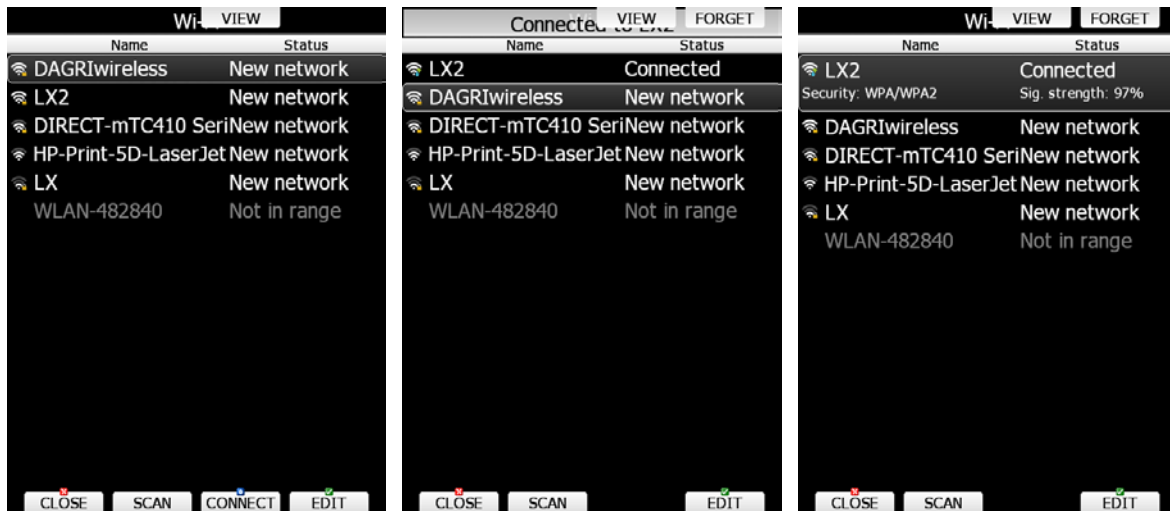 Wi- VIEW
Name Status
DAGRIwireless New network
LX2 New network
DIRECT-mTC410 Seri New network
HP-Print-5D-LaserJet New network
LX New network
WLAN-482840 Not in range
CLOSE SCAN CONNECT EDIT
Connected to LX2 VIEW FORGET
Name Status
LX2 Connected
DAGRIwireless New network
DIRECT-mTC410 Seri New network
HP-Print-5D-LaserJet New network
LX New network
WLAN-482840 Not in range
CLOSE SCAN EDIT
Wi- VIEW FORGET
Name Status
LX2 Connected
Security: WPA/WPA2 Sig. strength: 97%
DAGRIwireless New network
DIRECT-mTC410 Seri New network
HP-Print-5D-LaserJet New network
LX New network
WLAN-482840 Not in range
CLOSE SCAN EDIT